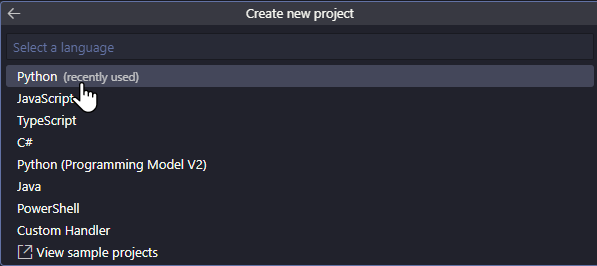 Create new project
Select a language
Python (recently used)
JavaScript
TypeScript
C#
Python (Programming Model V2)
Java
PowerShell
Custom Handler
View sample projects